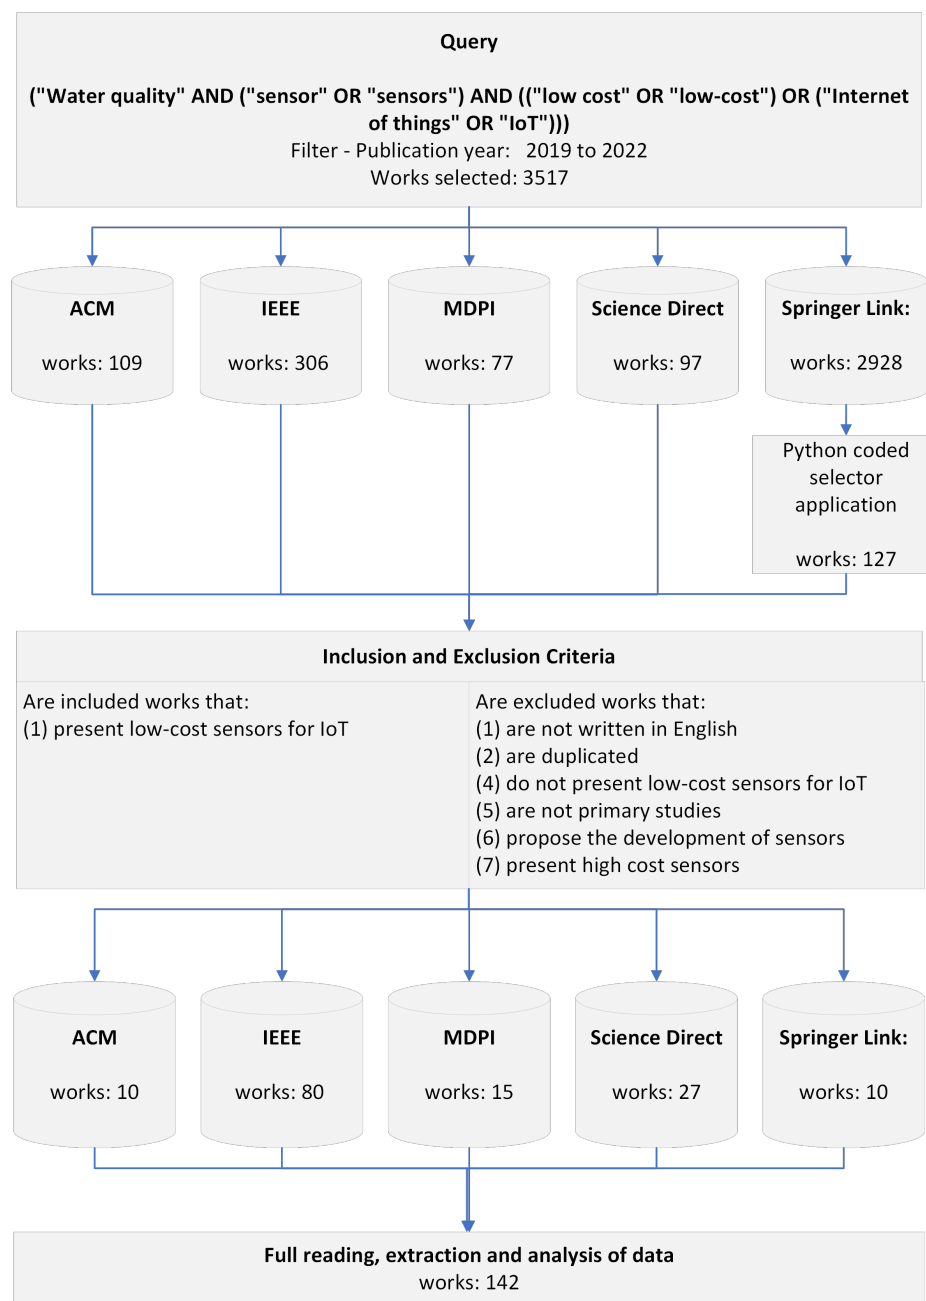 Query
("Water quality" AND ("sensor" OR "sensors") AND (("low cost" OR "low-cost") OR ("Internet
of things" OR "IoT")))
Filter - Publication year:   2019 to 2022
Works selected: 3517
ACM
works: 109
IEEE
works: 306
MDPI
works: 77
Science Direct
works: 97
Springer Link:
works: 2928
Python coded
selector
application
works: 127
Inclusion and Exclusion Criteria
Are included works that:
(1) present low-cost sensors for IoT
Are excluded works that:
(1) are not written in English
(2) are duplicated
(4) do not present low-cost sensors for IoT
(5) are not primary studies
(6) propose the development of sensors
(7) present high cost sensors
ACM
works: 10
IEEE
works: 80
MDPI
works: 15
Science Direct
works: 27
Springer Link:
works: 10
Full reading, extraction and analysis of data
works: 142